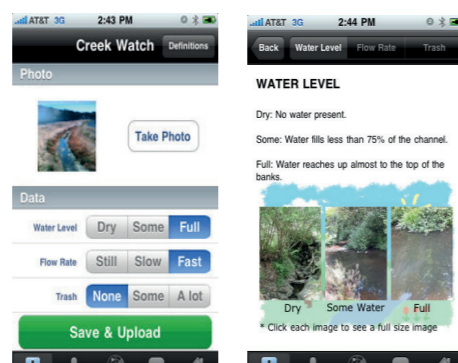 AT&T 3G 2:43 PM
Creek Watch Definitions
Photo
Take Photo
Data
Water Level Dry Some Full
Flow Rate Still Slow Fast
Trash None Some A lot
Save & Upload
AT&T 3G 2:44 PM
Back Water Level Flow Rate Trash
WATER LEVEL
Dry: No water present.
Some: Water fills less than 75% of the channel.
Full: Water reaches up almost to the top of the
banks.
Dry Some Water Full
* Click each image to see a full size image